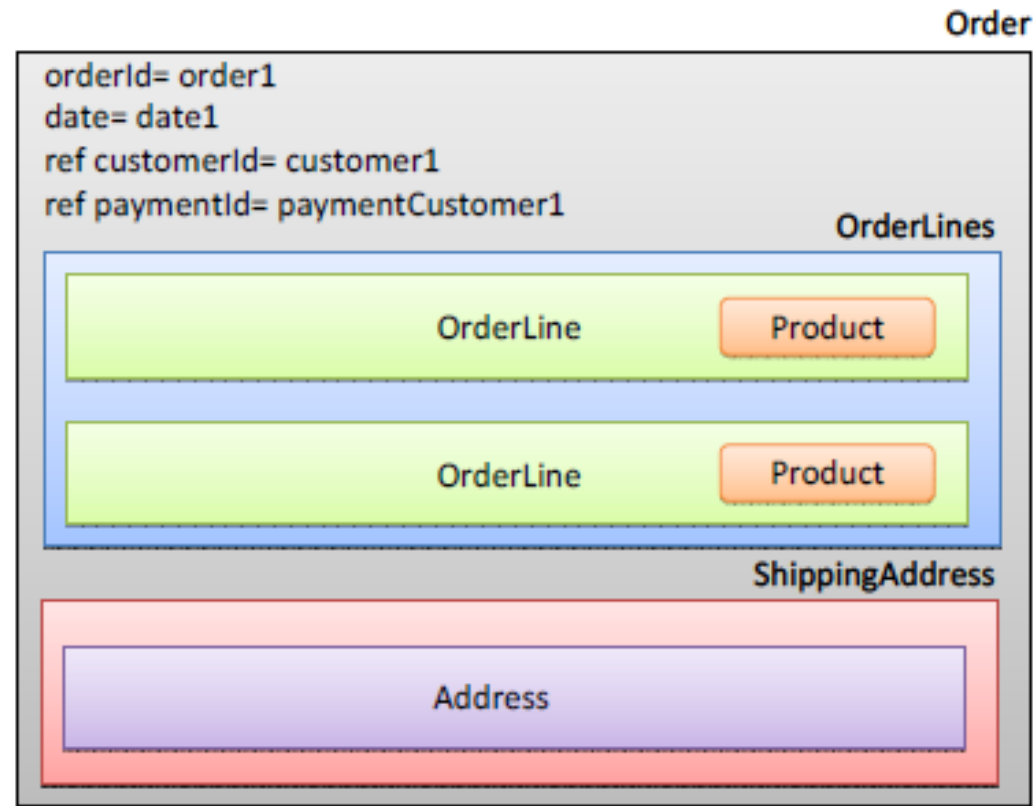 Order
orderId= order1
date= date1
ref customerId= customer1
ref paymentId= paymentCustomer1
OrderLines
OrderLine
Product
OrderLine
Product
ShippingAddress
Address